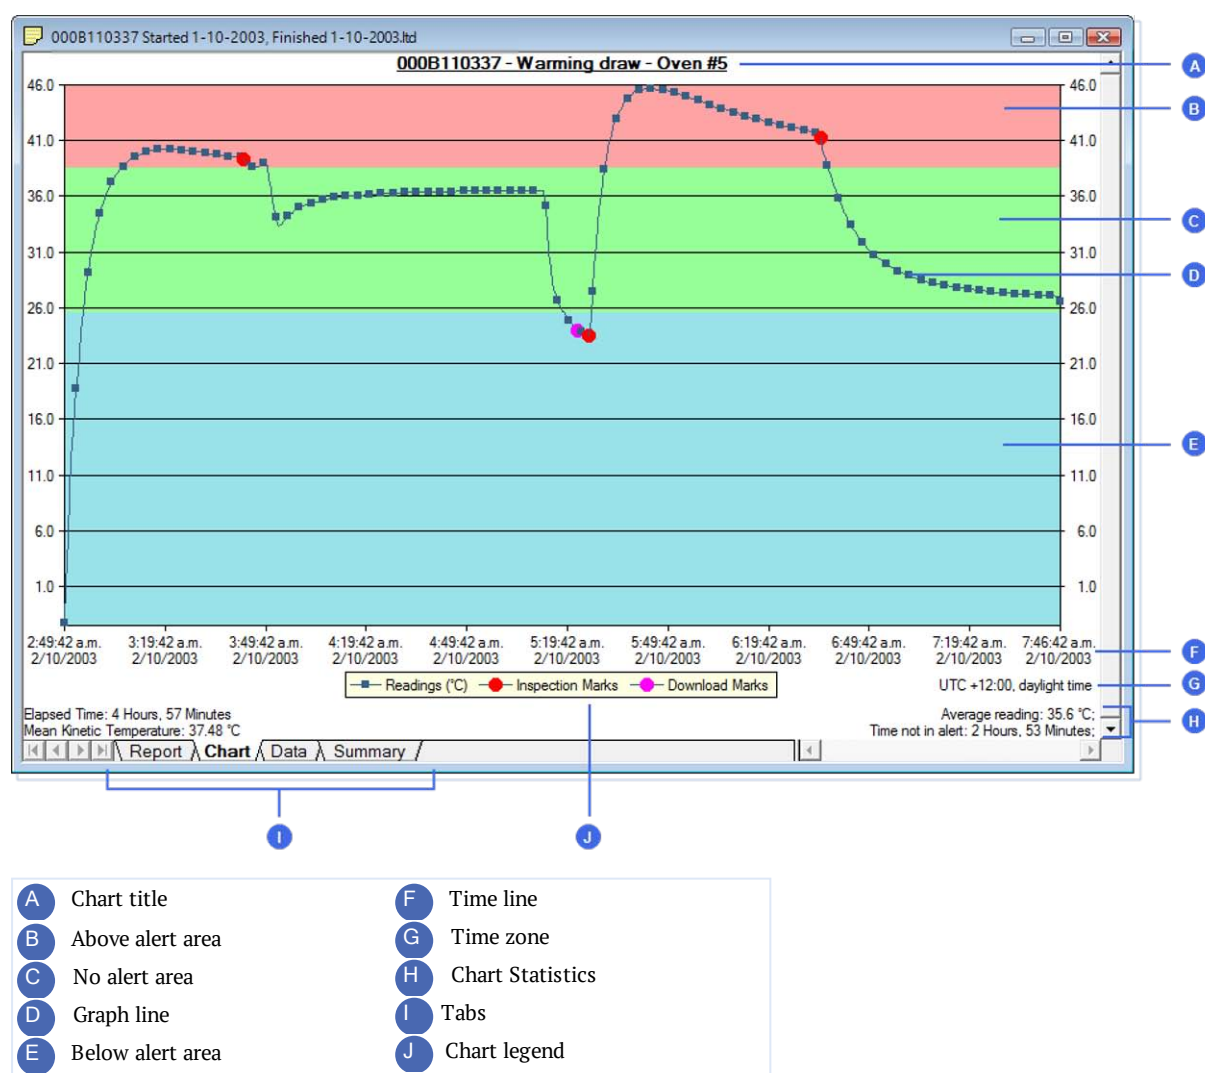 000B110337 Started 1-10-2003, Finished 1-10-2003.ltd
000B110337 - Warming draw - Oven #5
A
46.0 46.0
B
41.0 41.0
36.0 36.0
C
31.0 31.0
D
26.0 26.0
21.0 21.0
16.0 16.0
E
11.0 11.0
6.0 6.0
1.0 1.0
2:49:42 a.m. 3:19:42 a.m. 3:49:42 a.m. 4:19:42 a.m. 4:49:42 a.m. 5:19:42 a.m. 5:49:42 a.m. 6:19:42 a.m. 6:49:42 a.m. 7:19:42 a.m. 7:46:42 a.m.
2/10/2003 2/10/2003 2/10/2003 2/10/2003 2/10/2003 2/10/2003 2/10/2003 2/10/2003 2/10/2003 2/10/2003 2/10/2003
F
Readings (°C) Inspection Marks Download Marks
UTC +12:00, daylight time
G
Elapsed Time: 4 Hours, 57 Minutes
Average reading: 35.6 °C;
Mean Kinetic Temperature: 37.48 °C
Time not in alert: 2 Hours, 53 Minutes;
H
Report Chart Data Summary
I J
A Chart title
B Above alert area
C No alert area
D Graph line
E Below alert area
F Time line
G Time zone
H Chart Statistics
I Tabs
J Chart legend